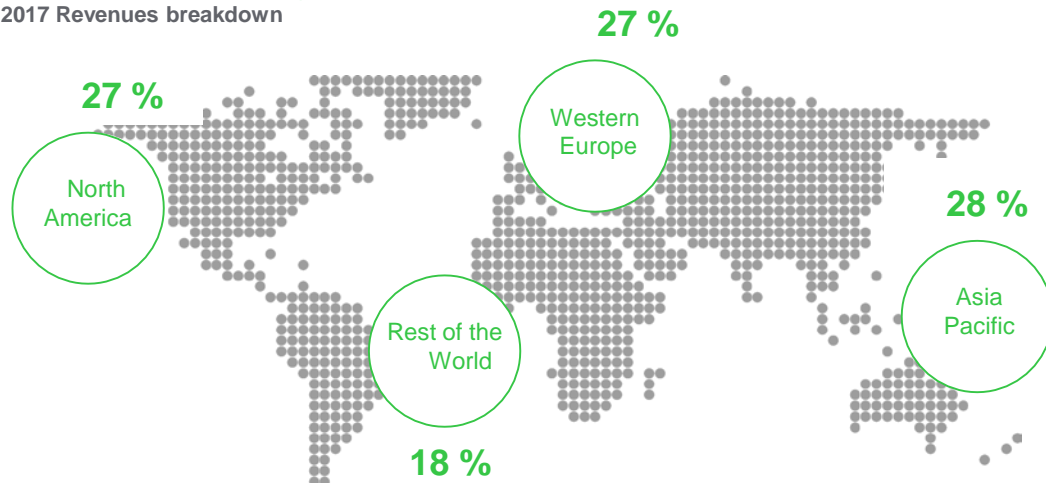 2017 Revenues breakdown
27 %
Western
Europe
27 %
North
America
28 %
Asia
Pacific
Rest of the
World
18 %